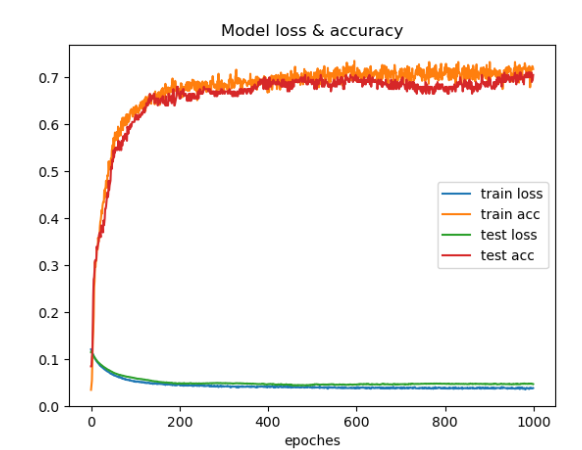 Model loss & accuracy
0.7
0.6
0.5
0.4
0.3
0.2
0.1
0.0
train loss
train acc
test loss
test acc
0 200 400 600 800 1000
epoches